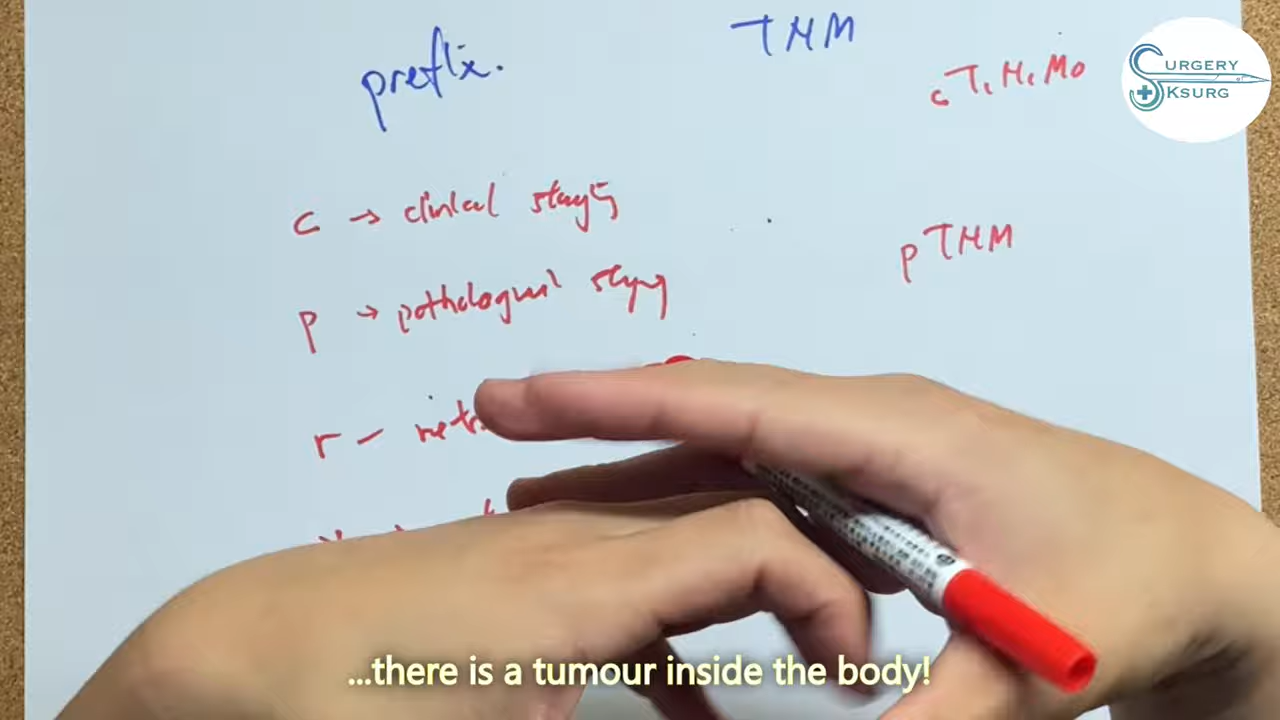 prefix.
TNM
cT1N1M0
SURGERY
KSURG
c → clinical staging
pTNM
p → pathological staging
r –
...there is a tumour inside the body!